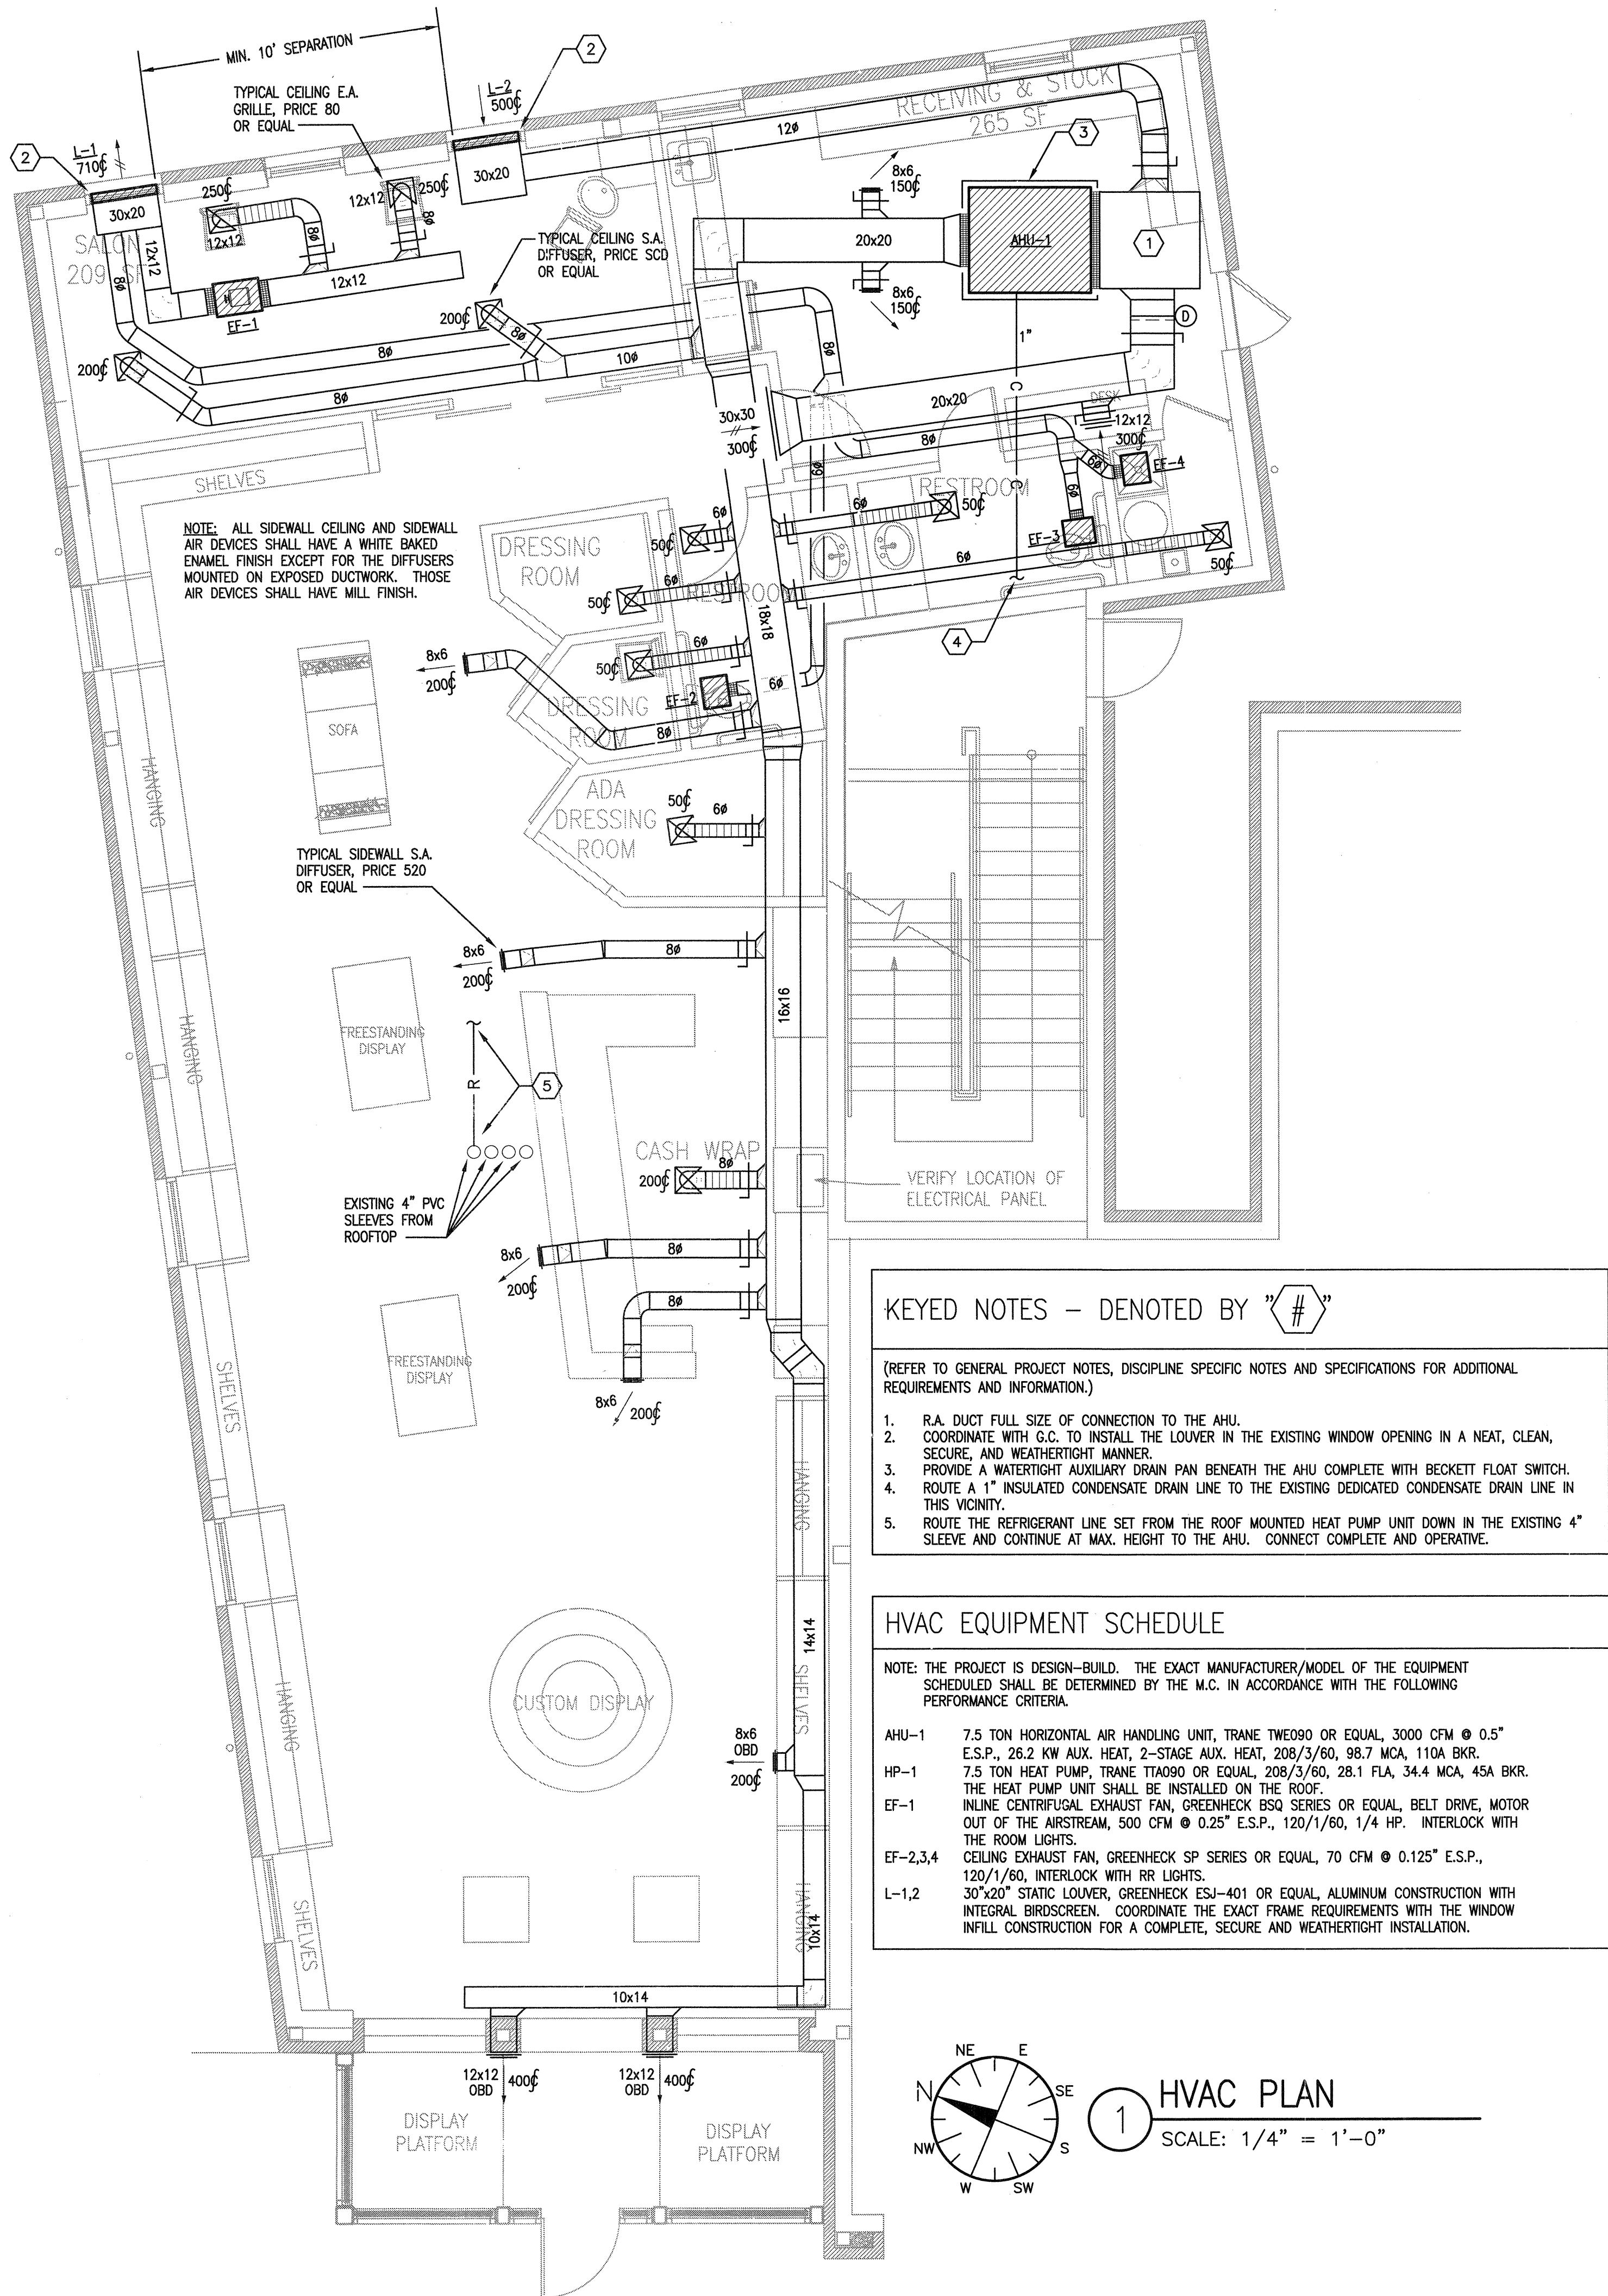 MIN. 10' SEPARATION
TYPICAL CEILING E.A.
GRILLE, PRICE 80
OR EQUAL
L-2
500₵
2
RECEIVING & STOCK
265 SF
12ø
3
2
L-1
710₵
30x20
250₵
12x12
12x12
250₵
8ø
8ø
30x20
8x6
150₵
20x20
AHU-1
1
SALON
209 SF
12x12
8ø
12x12
EF-1
TYPICAL CEILING S.A.
DIFFUSER, PRICE SCD
OR EQUAL
200₵
8ø
8x6
150₵
1"
D
200₵
8ø
8ø
10ø
8ø
C
20x20
DESK
30x30
300₵
12x12
300₵
8ø
6ø
EF-4
6ø
6ø
SHELVES
RESTROOM
C
NOTE: ALL SIDEWALL CEILING AND SIDEWALL
AIR DEVICES SHALL HAVE A WHITE BAKED
ENAMEL FINISH EXCEPT FOR THE DIFFUSERS
MOUNTED ON EXPOSED DUCTWORK. THOSE
AIR DEVICES SHALL HAVE MILL FINISH.
DRESSING
ROOM
6ø
50₵
6ø
50₵
EF-3
6ø
50₵
6ø
50₵
RESTROOM
18x18
4
8x6
200₵
50₵
6ø
EF-2
6ø
DRESSING
ROOM
8ø
SOFA
HANGING
ADA
DRESSING
ROOM
50₵
6ø
TYPICAL SIDEWALL S.A.
DIFFUSER, PRICE 520
OR EQUAL
8x6
200₵
8ø
16x16
HANGING
FREESTANDING
DISPLAY
R
5
CASH WRAP
8ø
200₵
VERIFY LOCATION OF
ELECTRICAL PANEL
EXISTING 4" PVC
SLEEVES FROM
ROOFTOP
8x6
200₵
8ø
8ø
FREESTANDING
DISPLAY
8x6
200₵
SHELVES
HANGING
14x14
SHELVES
CUSTOM DISPLAY
HANGING
8x6
OBD
200₵
SHELVES
HANGING
10x14
10x14
12x12
OBD
400₵
12x12
OBD
400₵
DISPLAY
PLATFORM
DISPLAY
PLATFORM
KEYED NOTES – DENOTED BY "#"
(REFER TO GENERAL PROJECT NOTES, DISCIPLINE SPECIFIC NOTES AND SPECIFICATIONS FOR ADDITIONAL
REQUIREMENTS AND INFORMATION.)
1. R.A. DUCT FULL SIZE OF CONNECTION TO THE AHU.
2. COORDINATE WITH G.C. TO INSTALL THE LOUVER IN THE EXISTING WINDOW OPENING IN A NEAT, CLEAN,
SECURE, AND WEATHERTIGHT MANNER.
3. PROVIDE A WATERTIGHT AUXILIARY DRAIN PAN BENEATH THE AHU COMPLETE WITH BECKETT FLOAT SWITCH.
4. ROUTE A 1" INSULATED CONDENSATE DRAIN LINE TO THE EXISTING DEDICATED CONDENSATE DRAIN LINE IN
THIS VICINITY.
5. ROUTE THE REFRIGERANT LINE SET FROM THE ROOF MOUNTED HEAT PUMP UNIT DOWN IN THE EXISTING 4"
SLEEVE AND CONTINUE AT MAX. HEIGHT TO THE AHU. CONNECT COMPLETE AND OPERATIVE.
HVAC EQUIPMENT SCHEDULE
NOTE: THE PROJECT IS DESIGN–BUILD. THE EXACT MANUFACTURER/MODEL OF THE EQUIPMENT
SCHEDULED SHALL BE DETERMINED BY THE M.C. IN ACCORDANCE WITH THE FOLLOWING
PERFORMANCE CRITERIA.
AHU–1 7.5 TON HORIZONTAL AIR HANDLING UNIT, TRANE TWE090 OR EQUAL, 3000 CFM @ 0.5"
E.S.P., 26.2 KW AUX. HEAT, 2–STAGE AUX. HEAT, 208/3/60, 98.7 MCA, 110A BKR.
HP–1 7.5 TON HEAT PUMP, TRANE TTA090 OR EQUAL, 208/3/60, 28.1 FLA, 34.4 MCA, 45A BKR.
THE HEAT PUMP UNIT SHALL BE INSTALLED ON THE ROOF.
EF–1 INLINE CENTRIFUGAL EXHAUST FAN, GREENHECK BSQ SERIES OR EQUAL, BELT DRIVE, MOTOR
OUT OF THE AIRSTREAM, 500 CFM @ 0.25" E.S.P., 120/1/60, 1/4 HP. INTERLOCK WITH
THE ROOM LIGHTS.
EF–2,3,4 CEILING EXHAUST FAN, GREENHECK SP SERIES OR EQUAL, 70 CFM @ 0.125" E.S.P.,
120/1/60, INTERLOCK WITH RR LIGHTS.
L–1,2 30"x20" STATIC LOUVER, GREENHECK ESJ–401 OR EQUAL, ALUMINUM CONSTRUCTION WITH
INTEGRAL BIRDSCREEN. COORDINATE THE EXACT FRAME REQUIREMENTS WITH THE WINDOW
INFILL CONSTRUCTION FOR A COMPLETE, SECURE AND WEATHERTIGHT INSTALLATION.
NE
E
N
SE
NW
S
W
SW
1
HVAC PLAN
SCALE: 1/4" = 1'–0"